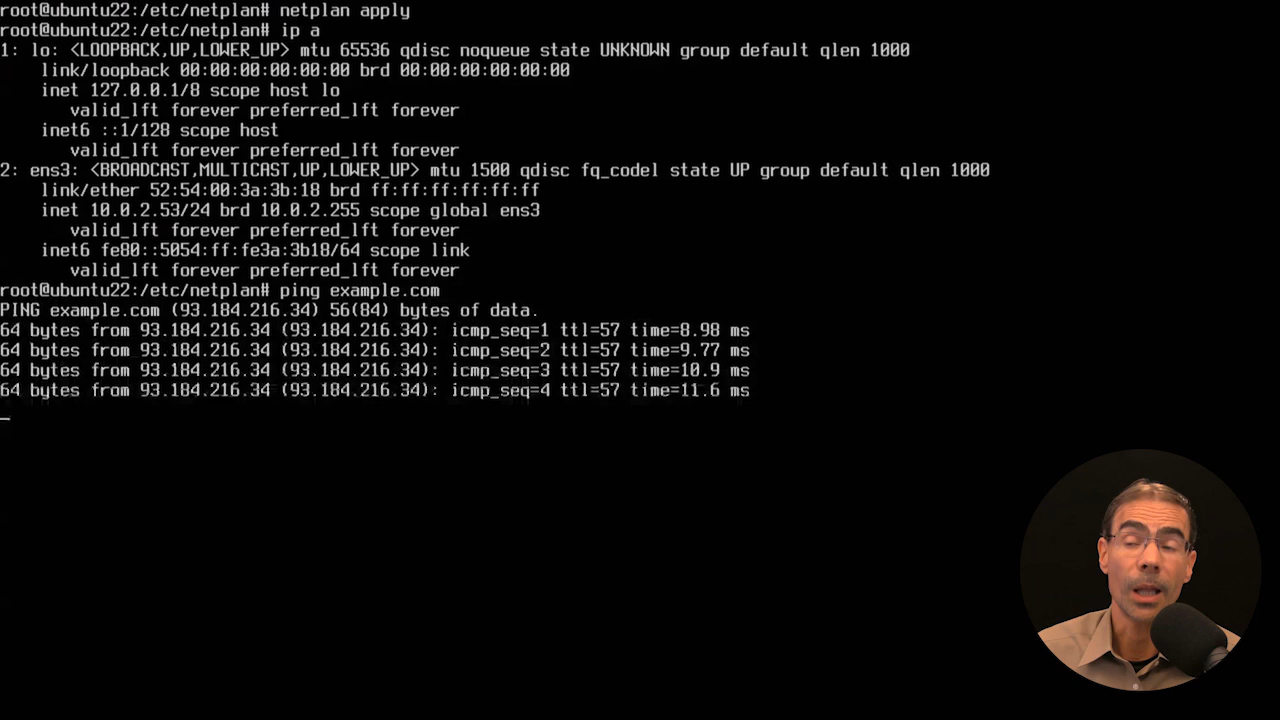 root@ubuntu22:/etc/netplan# netplan apply
root@ubuntu22:/etc/netplan# ip a
1: lo: <LOOPBACK,UP,LOWER_UP> mtu 65536 qdisc noqueue state UNKNOWN group default qlen 1000
    link/loopback 00:00:00:00:00:00 brd 00:00:00:00:00:00
    inet 127.0.0.1/8 scope host lo
       valid_lft forever preferred_lft forever
    inet6 ::1/128 scope host
       valid_lft forever preferred_lft forever
2: ens3: <BROADCAST,MULTICAST,UP,LOWER_UP> mtu 1500 qdisc fq_codel state UP group default qlen 1000
    link/ether 52:54:00:3a:3b:18 brd ff:ff:ff:ff:ff:ff
    inet 10.0.2.53/24 brd 10.0.2.255 scope global ens3
       valid_lft forever preferred_lft forever
    inet6 fe80::5054:ff:fe3a:3b18/64 scope link
       valid_lft forever preferred_lft forever
root@ubuntu22:/etc/netplan# ping example.com
PING example.com (93.184.216.34) 56(84) bytes of data.
64 bytes from 93.184.216.34 (93.184.216.34): icmp_seq=1 ttl=57 time=8.98 ms
64 bytes from 93.184.216.34 (93.184.216.34): icmp_seq=2 ttl=57 time=9.77 ms
64 bytes from 93.184.216.34 (93.184.216.34): icmp_seq=3 ttl=57 time=10.9 ms
64 bytes from 93.184.216.34 (93.184.216.34): icmp_seq=4 ttl=57 time=11.6 ms